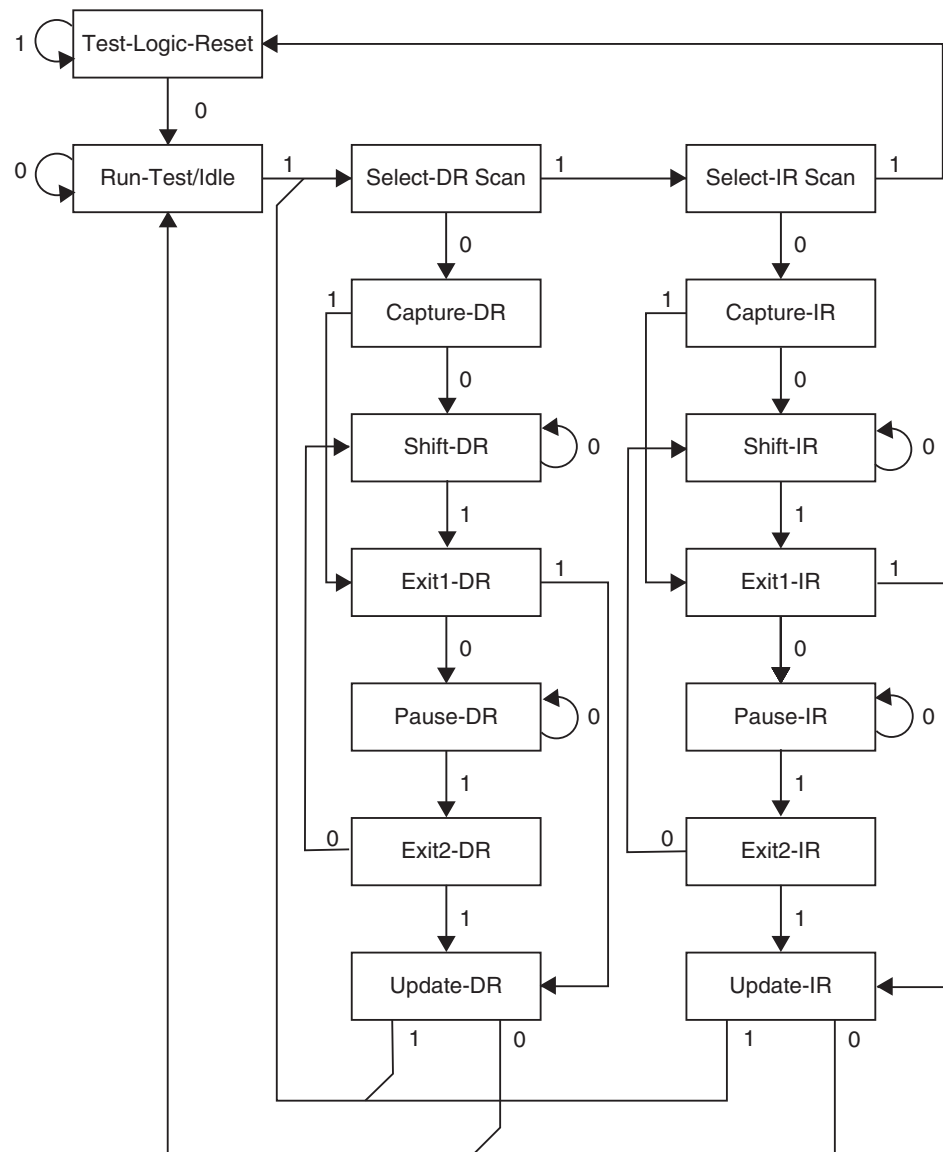 1
Test-Logic-Reset
0
0
Run-Test/Idle
1
Select-DR Scan
1
Select-IR Scan
1
0
0
1
Capture-DR
1
Capture-IR
0
0
Shift-DR
0
Shift-IR
0
1
1
Exit1-DR
1
Exit1-IR
1
0
0
Pause-DR
0
Pause-IR
0
1
1
0
Exit2-DR
0
Exit2-IR
1
1
Update-DR
Update-IR
1
0
1
0